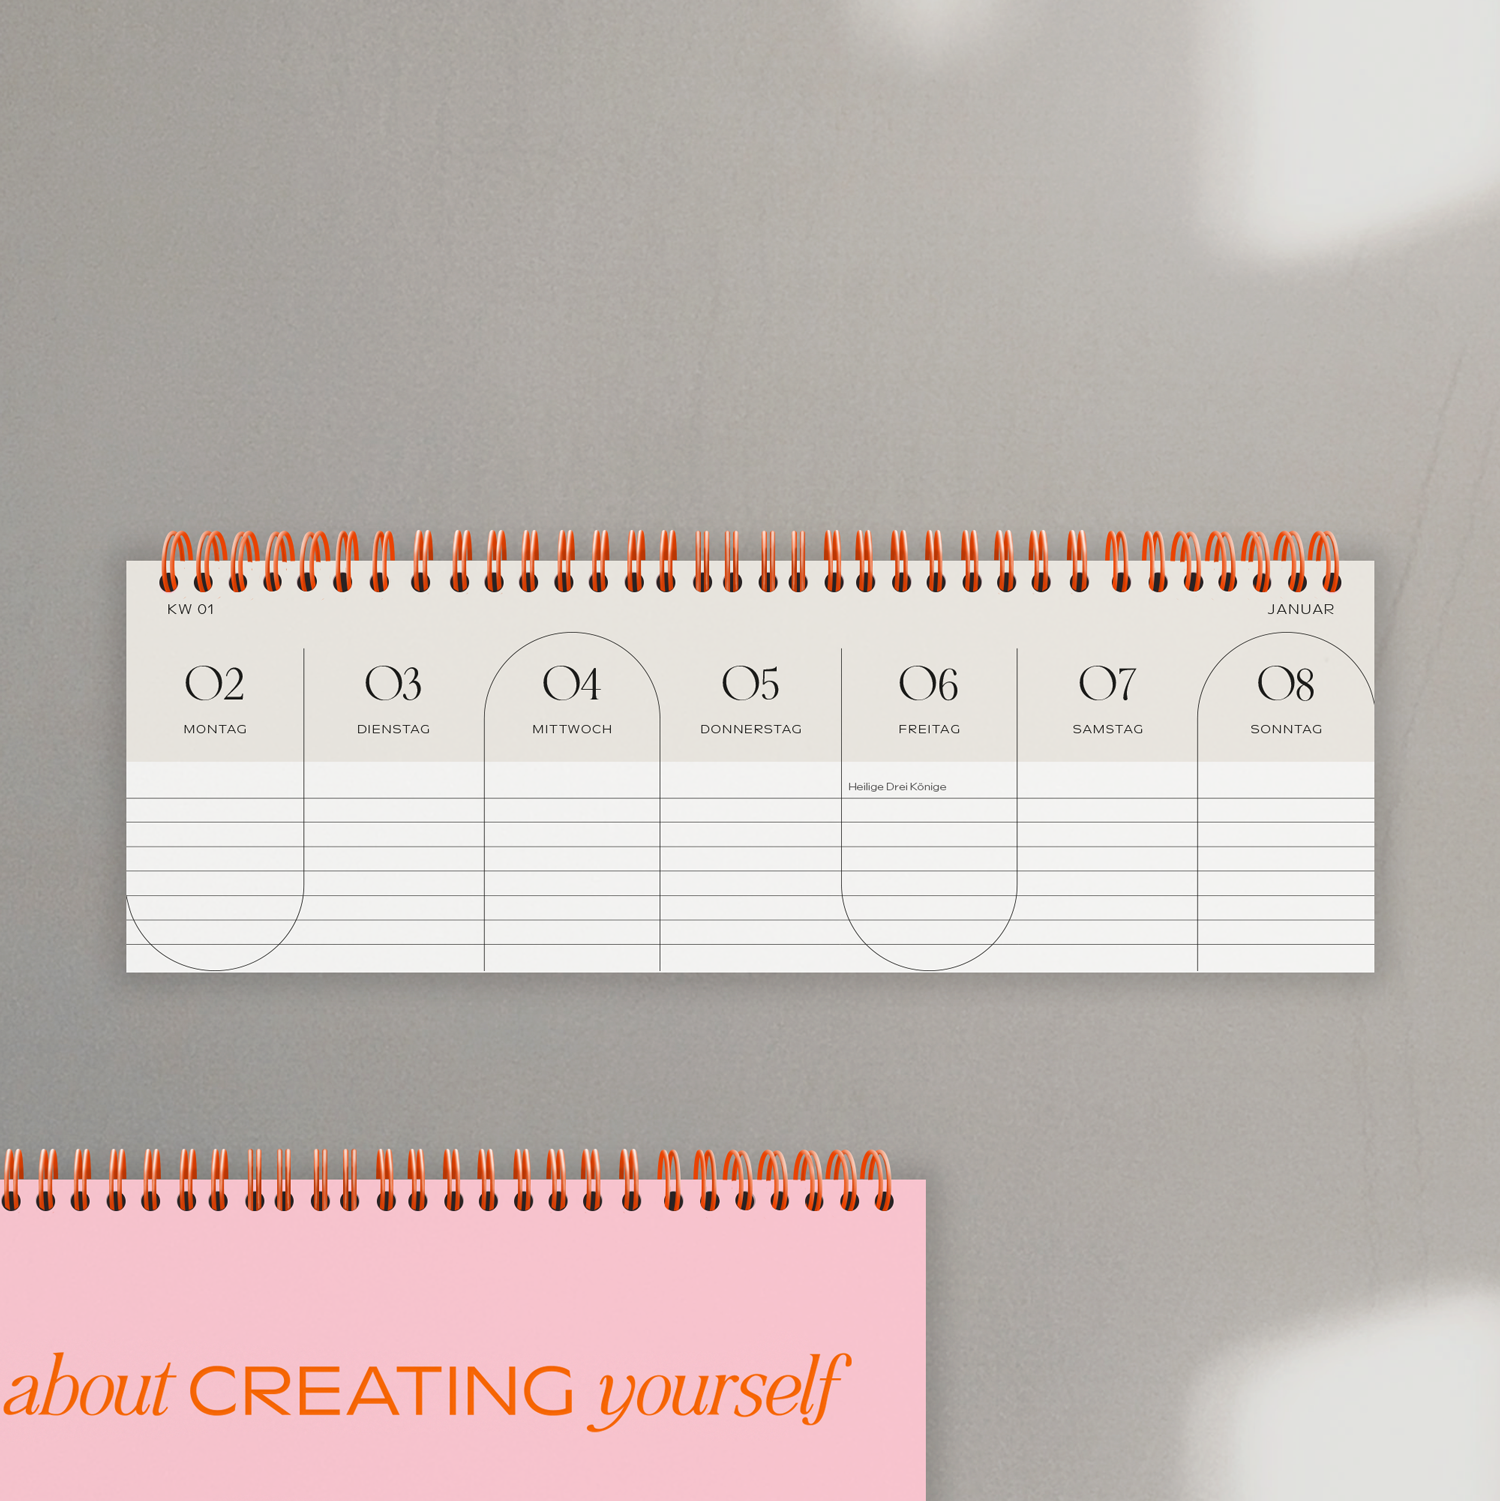 KW 01 JANUAR
02 03 04 05 06 07 08
MONTAG DIENSTAG MITTWOCH DONNERSTAG FREITAG SAMSTAG SONNTAG
Heilige Drei Könige
about CREATING yourself